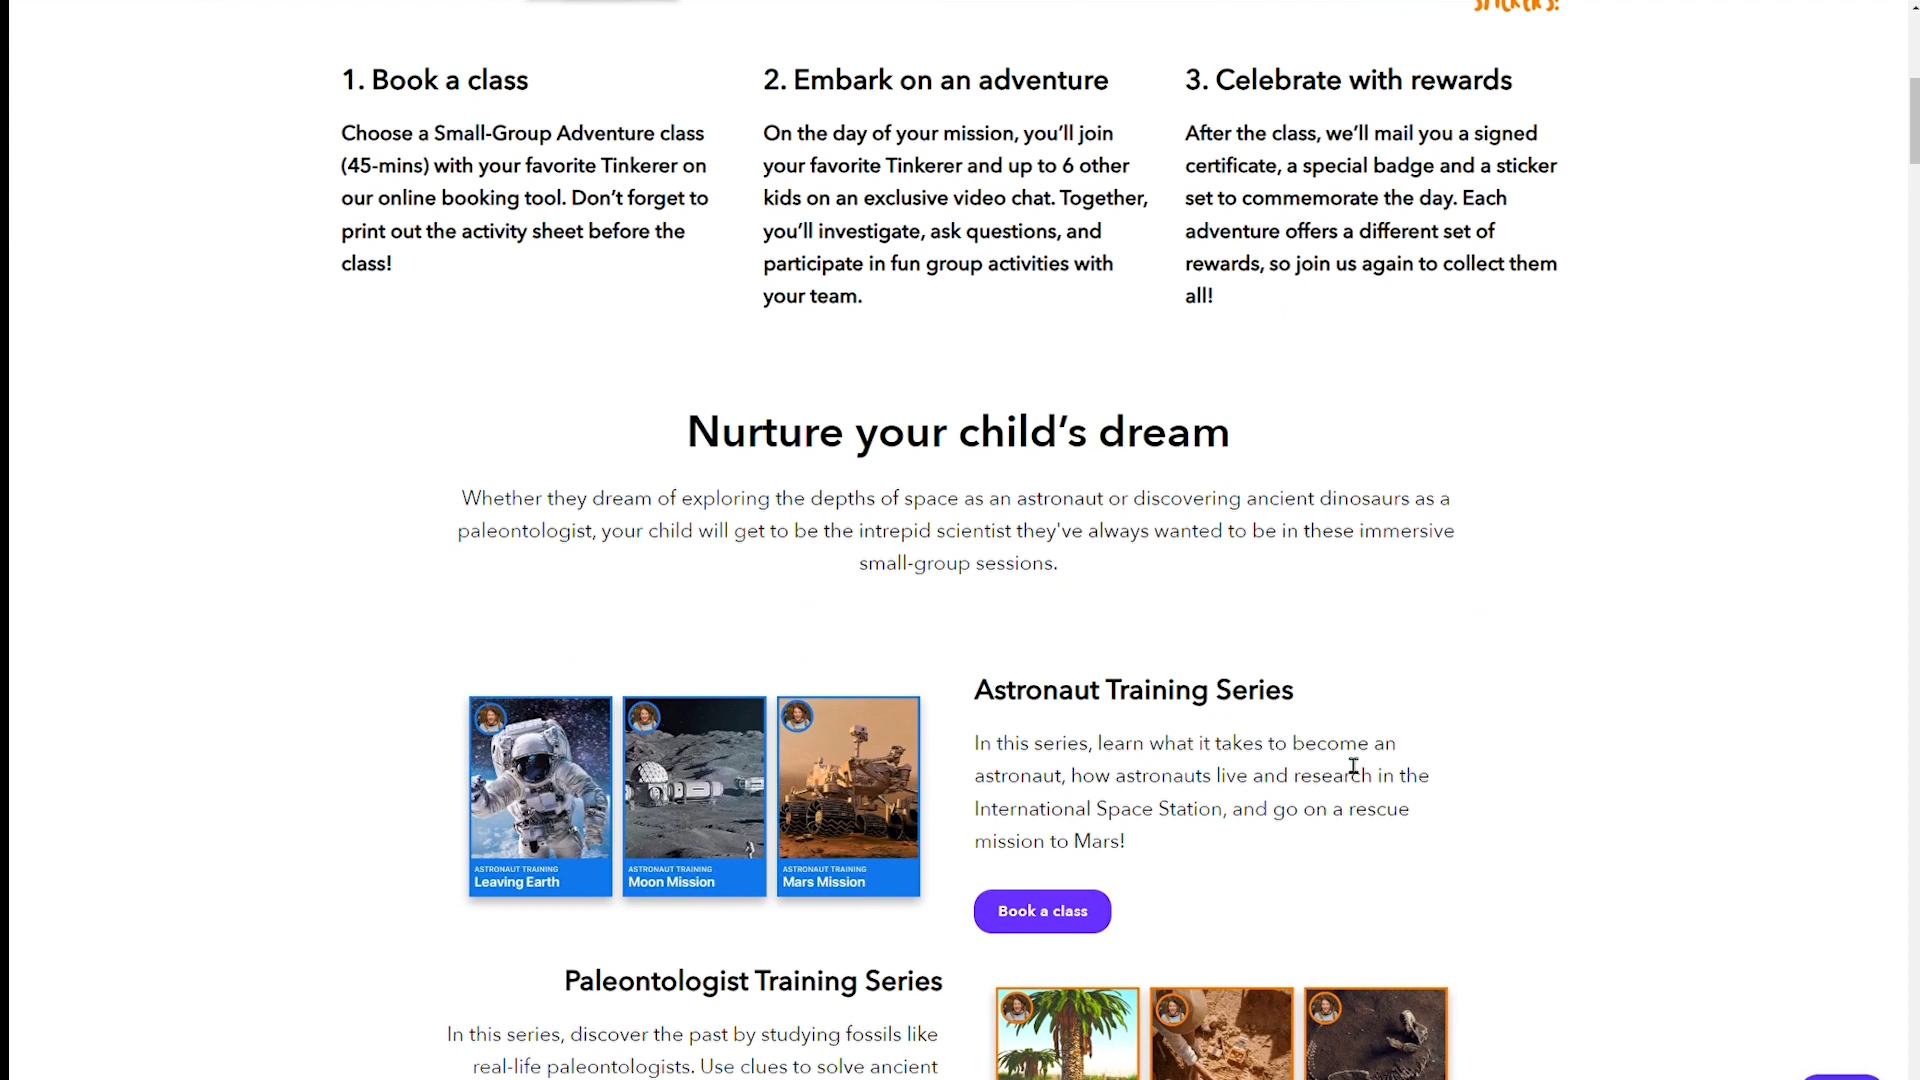 STICKERS!
1. Book a class
Choose a Small-Group Adventure class
(45-mins) with your favorite Tinkerer on
our online booking tool. Don’t forget to
print out the activity sheet before the
class!
2. Embark on an adventure
On the day of your mission, you’ll join
your favorite Tinkerer and up to 6 other
kids on an exclusive video chat. Together,
you’ll investigate, ask questions, and
participate in fun group activities with
your team.
3. Celebrate with rewards
After the class, we’ll mail you a signed
certificate, a special badge and a sticker
set to commemorate the day. Each
adventure offers a different set of
rewards, so join us again to collect them
all!
Nurture your child’s dream
Whether they dream of exploring the depths of space as an astronaut or discovering ancient dinosaurs as a
paleontologist, your child will get to be the intrepid scientist they've always wanted to be in these immersive
small-group sessions.
ASTRONAUT TRAINING
Leaving Earth
ASTRONAUT TRAINING
Moon Mission
ASTRONAUT TRAINING
Mars Mission
Astronaut Training Series
In this series, learn what it takes to become an
astronaut, how astronauts live and research in the
International Space Station, and go on a rescue
mission to Mars!
Book a class
Paleontologist Training Series
In this series, discover the past by studying fossils like
real-life paleontologists. Use clues to solve ancient